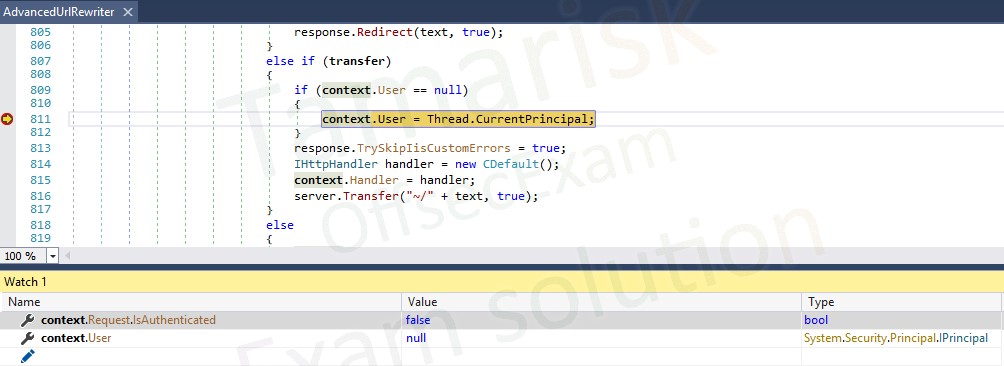 AdvancedUrlRewriter ×
805 response.Redirect(text, true);
806 }
807 else if (transfer)
808 {
809 if (context.User == null)
810 {
811 context.User = Thread.CurrentPrincipal;
812 }
813 response.TrySkipIisCustomErrors = true;
814 IHttpHandler handler = new CDefault();
815 context.Handler = handler;
816 server.Transfer("~/" + text, true);
817 }
818 else
819 {
100 %
Watch 1
Name Value Type
context.Request.IsAuthenticated false bool
context.User null System.Security.Principal.IPrincipal
Tamarisk
OffsecExam
Exam solution